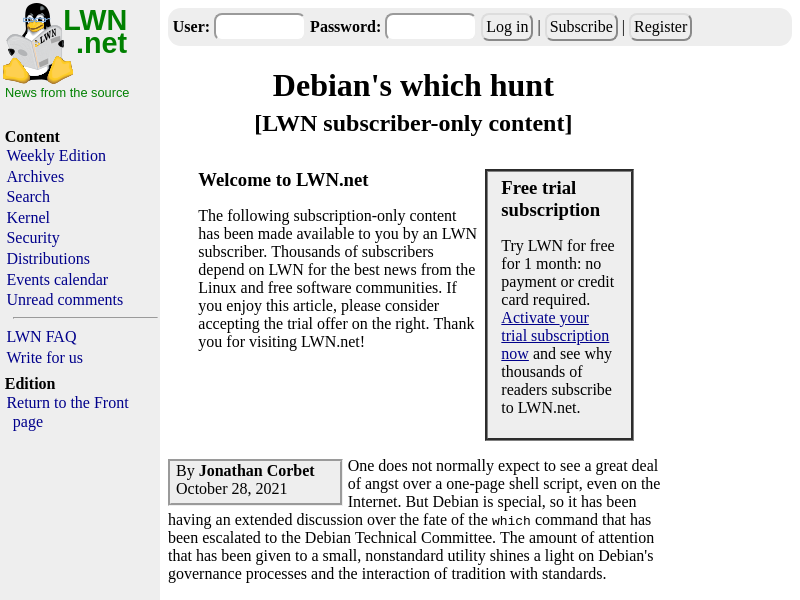 LWN
.net
News from the source
Content
Weekly Edition
Archives
Search
Kernel
Security
Distributions
Events calendar
Unread comments
LWN FAQ
Write for us
Edition
Return to the Front
page
User: Password: Log in | Subscribe | Register
Debian's which hunt
[LWN subscriber-only content]
Welcome to LWN.net
The following subscription-only content
has been made available to you by an LWN
subscriber. Thousands of subscribers
depend on LWN for the best news from the
Linux and free software communities. If
you enjoy this article, please consider
accepting the trial offer on the right. Thank
you for visiting LWN.net!
Free trial
subscription
Try LWN for free
for 1 month: no
payment or credit
card required.
Activate your
trial subscription
now and see why
thousands of
readers subscribe
to LWN.net.
By Jonathan Corbet
October 28, 2021
One does not normally expect to see a great deal
of angst over a one-page shell script, even on the
Internet. But Debian is special, so it has been
having an extended discussion over the fate of the which command that has
been escalated to the Debian Technical Committee. The amount of attention
that has been given to a small, nonstandard utility shines a light on Debian's
governance processes and the interaction of tradition with standards.